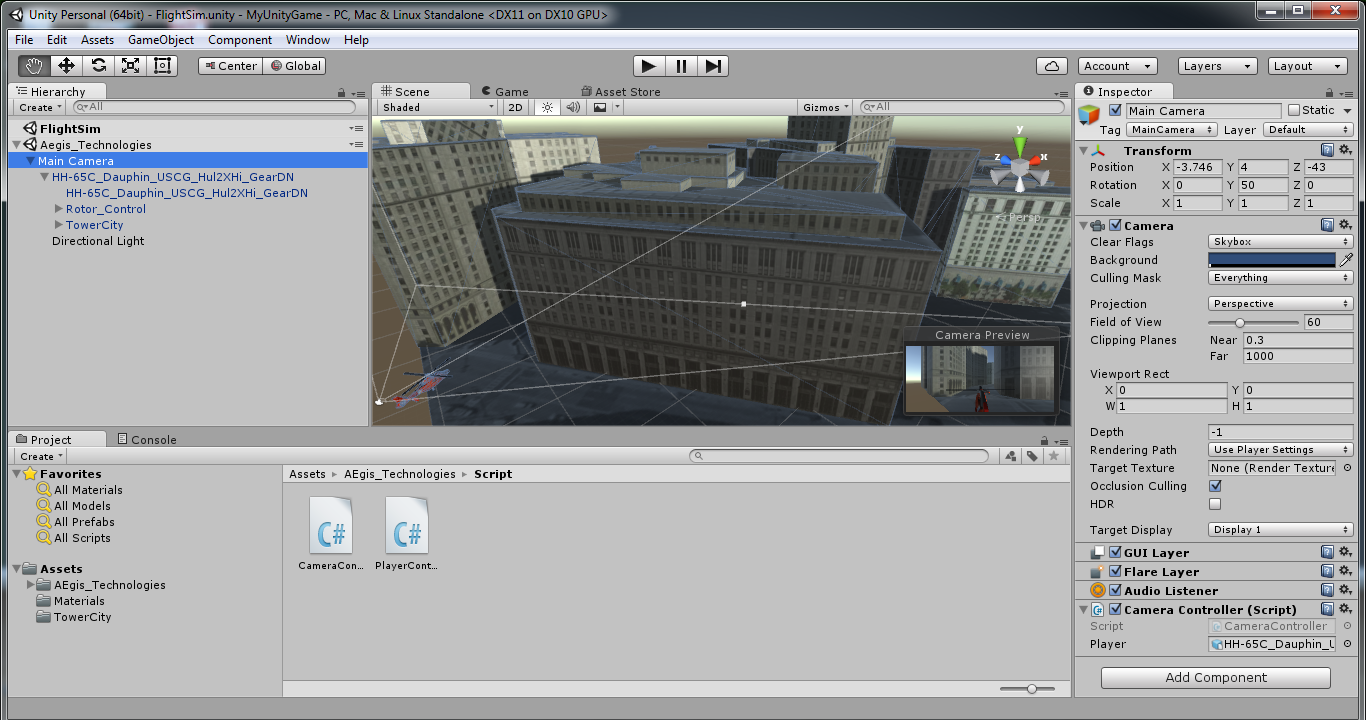 Unity Personal (64bit) - FlightSim.unity - MyUnityGame - PC, Mac & Linux Standalone <DX11 on DX10 GPU>
File Edit Assets GameObject Component Window Help
Center Global Account Layers Layout
Hierarchy
Create All
FlightSim
Aegis_Technologies
Main Camera
HH-65C_Dauphin_USCG_Hul2XHi_GearDN
HH-65C_Dauphin_USCG_Hul2XHi_GearDN
Rotor_Control
TowerCity
Directional Light
Scene Game Asset Store
Shaded 2D Gizmos All
y
z x
Persp
Camera Preview
Inspector
Main Camera Static
Tag MainCamera Layer Default
Transform
Position X -3.746 Y 4 Z -43
Rotation X 0 Y 50 Z 0
Scale X 1 Y 1 Z 1
Camera
Clear Flags Skybox
Background
Culling Mask Everything
Projection Perspective
Field of View 60
Clipping Planes Near 0.3
Far 1000
Viewport Rect
X 0 Y 0
W 1 H 1
Depth -1
Rendering Path Use Player Settings
Target Texture None (Render Texture
Occlusion Culling
HDR
Target Display Display 1
GUI Layer
Flare Layer
Audio Listener
C# Camera Controller (Script)
Script CameraController
Player HH-65C_Dauphin_U
Add Component
Project Console
Create
Favorites
All Materials
All Models
All Prefabs
All Scripts
Assets
AEgis_Technologies
Materials
TowerCity
Assets AEgis_Technologies Script
C# C#
CameraCon... PlayerCont...